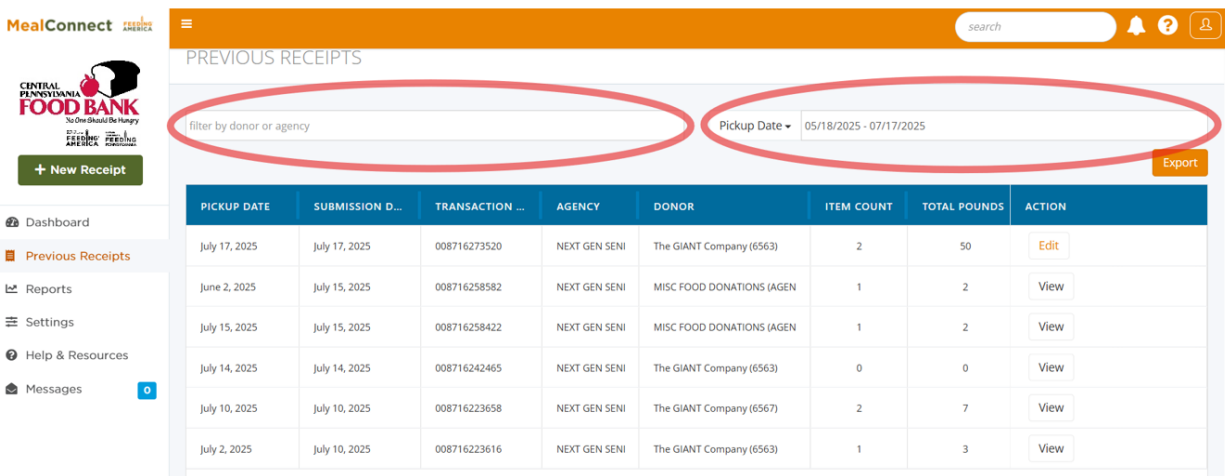 MealConnect FEEDING AMERICA
search
PREVIOUS RECEIPTS
CENTRAL
PENNSYLVANIA
FOOD BANK
No One Should Be Hungry
FEEDING AMERICA FEEDING PENNSYLVANIA
+ New Receipt
Dashboard
Previous Receipts
Reports
Settings
Help & Resources
Messages 0
filter by donor or agency
Pickup Date 05/18/2025 - 07/17/2025
Export
PICKUP DATE SUBMISSION D... TRANSACTION ... AGENCY DONOR ITEM COUNT TOTAL POUNDS ACTION
July 17, 2025 July 17, 2025 008716273520 NEXT GEN SENI The GIANT Company (6563) 2 50 Edit
June 2, 2025 July 15, 2025 008716258582 NEXT GEN SENI MISC FOOD DONATIONS (AGEN 1 2 View
July 15, 2025 July 15, 2025 008716258422 NEXT GEN SENI MISC FOOD DONATIONS (AGEN 1 2 View
July 14, 2025 July 14, 2025 008716242465 NEXT GEN SENI The GIANT Company (6563) 0 0 View
July 10, 2025 July 10, 2025 008716223658 NEXT GEN SENI The GIANT Company (6567) 2 7 View
July 2, 2025 July 10, 2025 008716223616 NEXT GEN SENI The GIANT Company (6563) 1 3 View